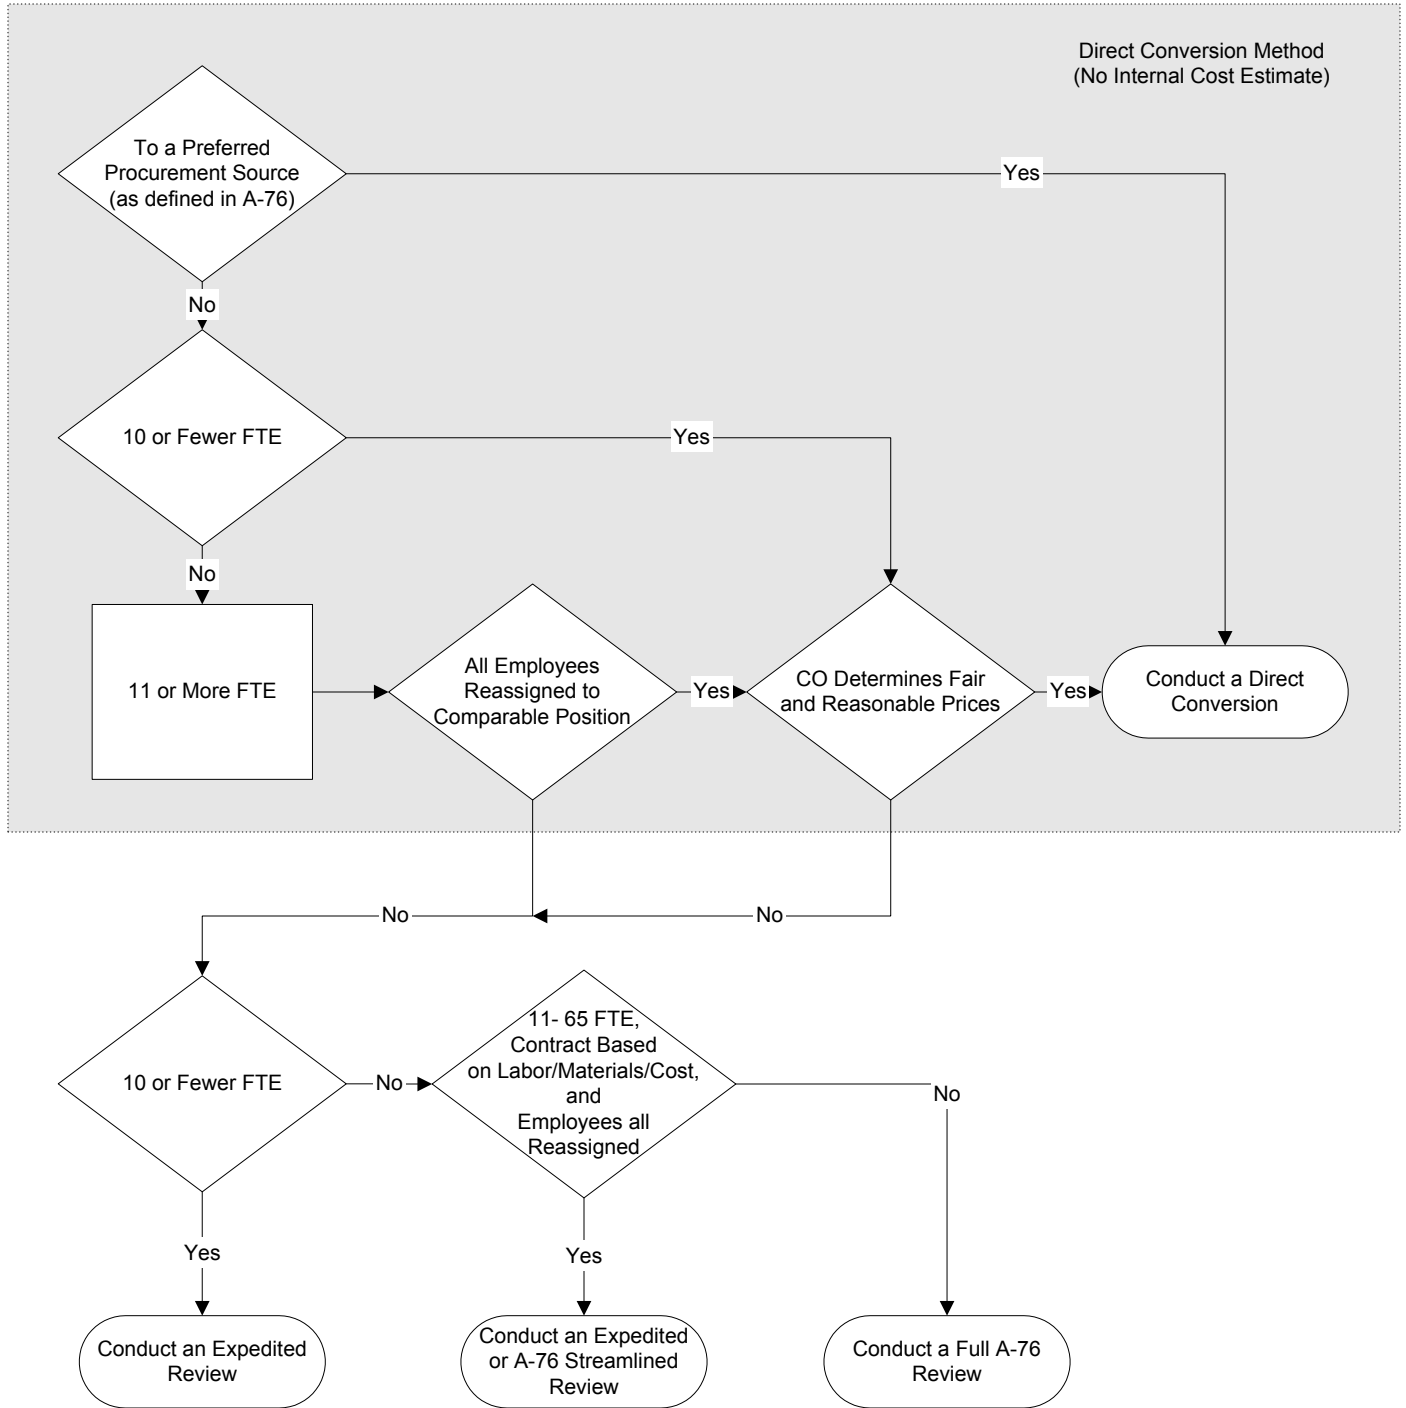 Direct Conversion Method
(No Internal Cost Estimate)
To a Preferred
Procurement Source
(as defined in A-76)
Yes
No
10 or Fewer FTE
Yes
No
11 or More FTE
All Employees
Reassigned to
Comparable Position
Yes
CO Determines Fair
and Reasonable Prices
Yes
Conduct a Direct
Conversion
No
No
10 or Fewer FTE
No
11- 65 FTE,
Contract Based
on Labor/Materials/Cost,
and
Employees all
Reassigned
No
Yes
Yes
Conduct an Expedited
Review
Conduct an Expedited
or A-76 Streamlined
Review
Conduct a Full A-76
Review